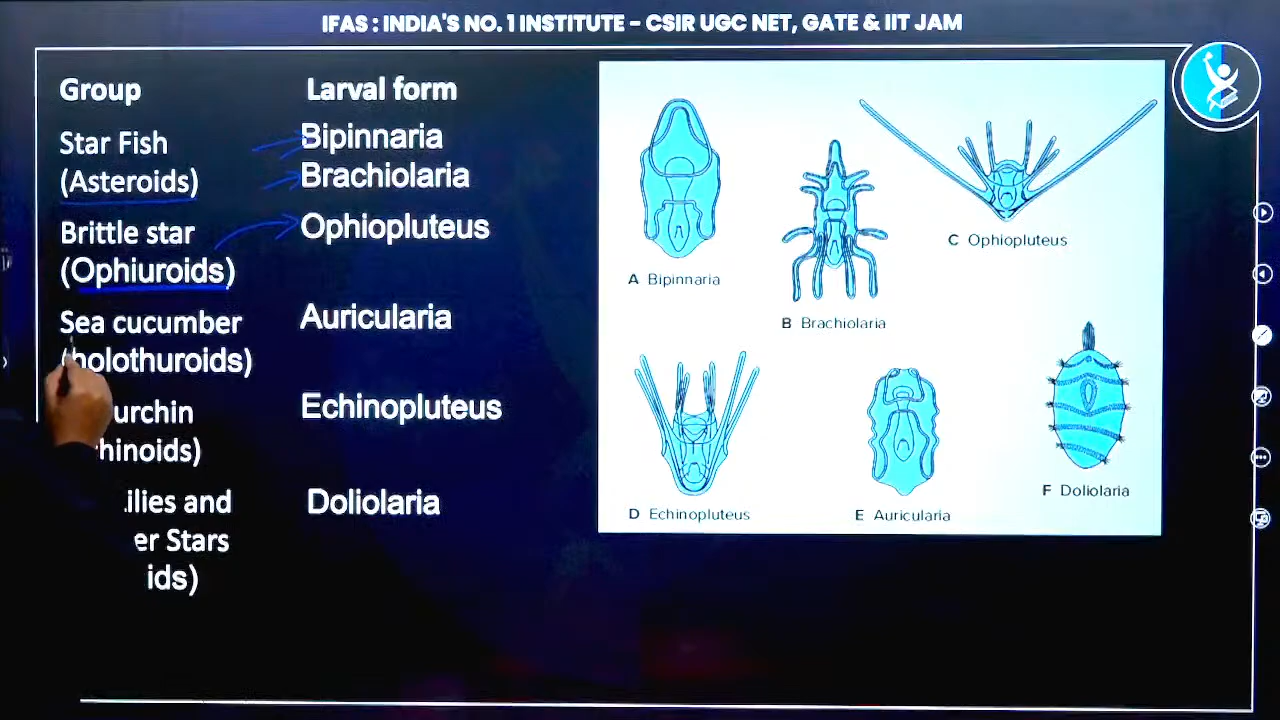 IFAS : INDIA'S NO. 1 INSTITUTE – CSIR UGC NET, GATE & IIT JAM
Group
Larval form
Star Fish
(Asteroids)
Bipinnaria
Brachiolaria
Brittle star
(Ophiuroids)
Ophiopluteus
Sea cucumber
(holothuroids)
Auricularia
urchin
hinoids)
Echinopluteus
ilies and
er Stars
ids)
Doliolaria
A Bipinnaria
B Brachiolaria
C Ophiopluteus
D Echinopluteus
E Auricularia
F Doliolaria